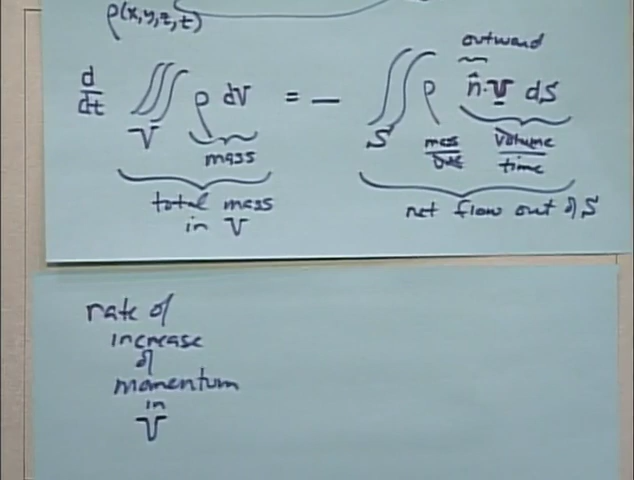 ρ(x,y,z,t)
outward
d/dt ∭ ρ dV = — ∬ ρ n̂·v dS
V S
mass mass/vol volume/time
total mass in V
net flow out of S
rate of
increase
of
momentum
in
V